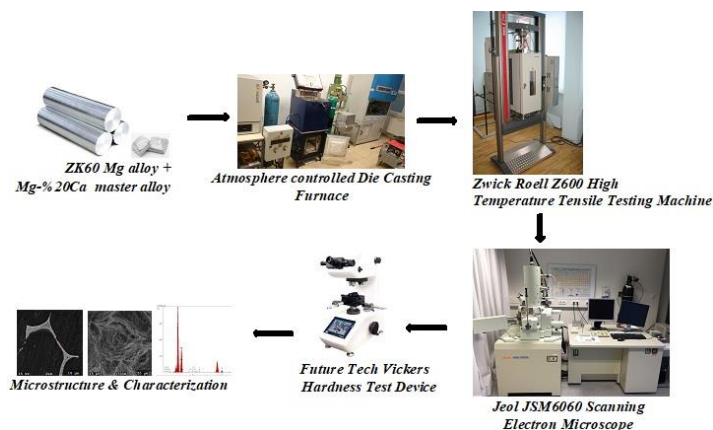 ZK60 Mg alloy +
Mg-%20Ca master alloy
Atmosphere controlled Die Casting
Furnace
Zwick Roell Z600 High
Temperature Tensile Testing Machine
Microstructure & Characterization
Future Tech Vickers
Hardness Test Device
Jeol JSM6060 Scanning
Electron Microscope